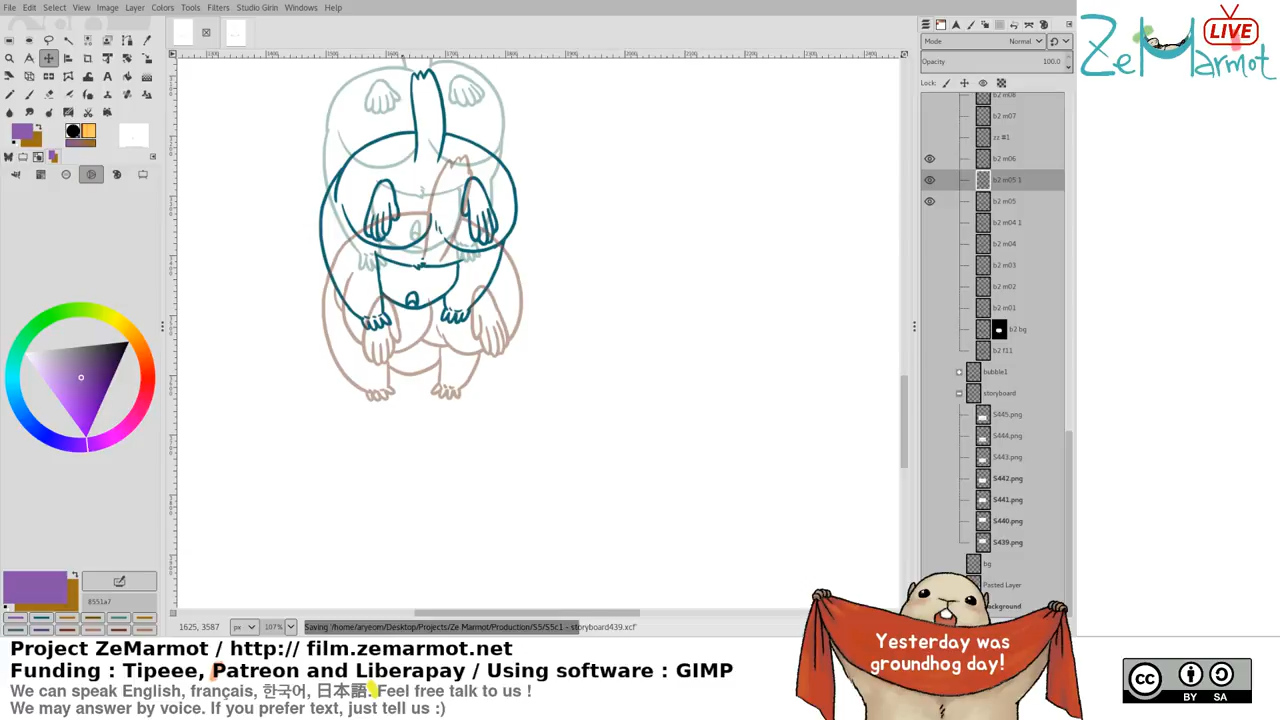 File Edit Select View Image Layer Colors Tools Filters Studio Girin Windows Help
ZeMarmot LIVE
Mode Normal
Opacity 100.0
Lock:
b2 m06
b2 m07
zz #1
b2 m06
b2 m05 1
b2 m05
b2 m04 1
b2 m04
b2 m03
b2 m02
b2 m01
b2 bg
b2 f11
bubble1
storyboard
S445.png
S444.png
S443.png
S442.png
S441.png
S440.png
S439.png
bg
Pasted Layer
8551a7
1625, 3587 px 107% Saving '/home/aryeom/Desktop/Projects/Ze Marmot/Production/S5/S5c1 - storyboard439.xcf'
Project ZeMarmot / http:// film.zemarmot.net
Funding : Tipeee, Patreon and Liberapay / Using software : GIMP
We can speak English, français, 한국어, 日本語. Feel free talk to us !
We may answer by voice. If you prefer text, just tell us :)
Yesterday was
groundhog day!
CC BY SA